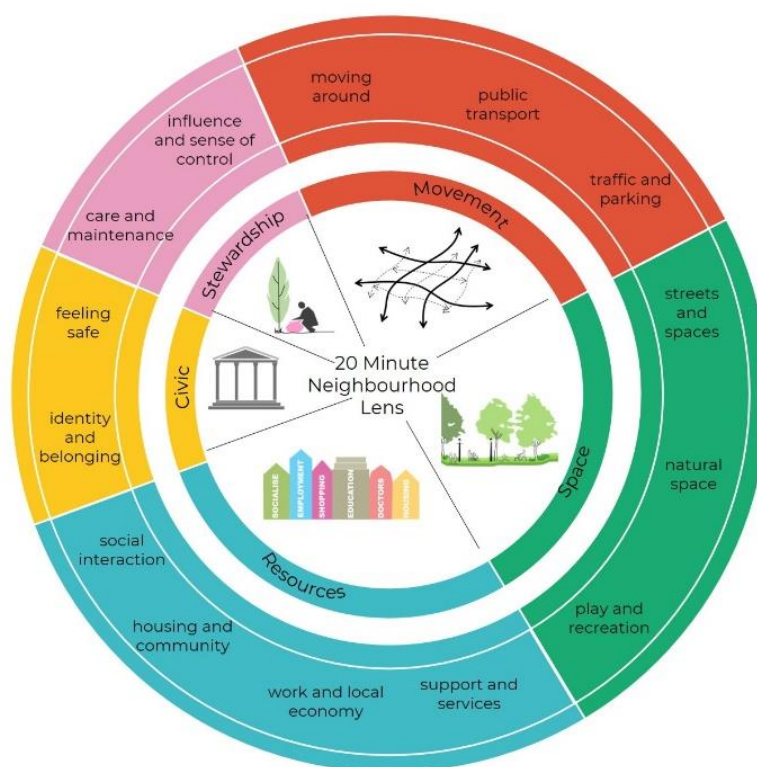 moving
around
public
transport
traffic and
parking
streets and
spaces
natural
space
play and
recreation
support and
services
work and local
economy
housing and
community
social
interaction
identity and
belonging
feeling
safe
care and
maintenance
influence
and sense of
control
Movement
Space
Resources
Civic
Stewardship
20 Minute
Neighbourhood
Lens
SOCIALISE
EMPLOYMENT
SHOPPING
EDUCATION
DOCTORS
HOUSING